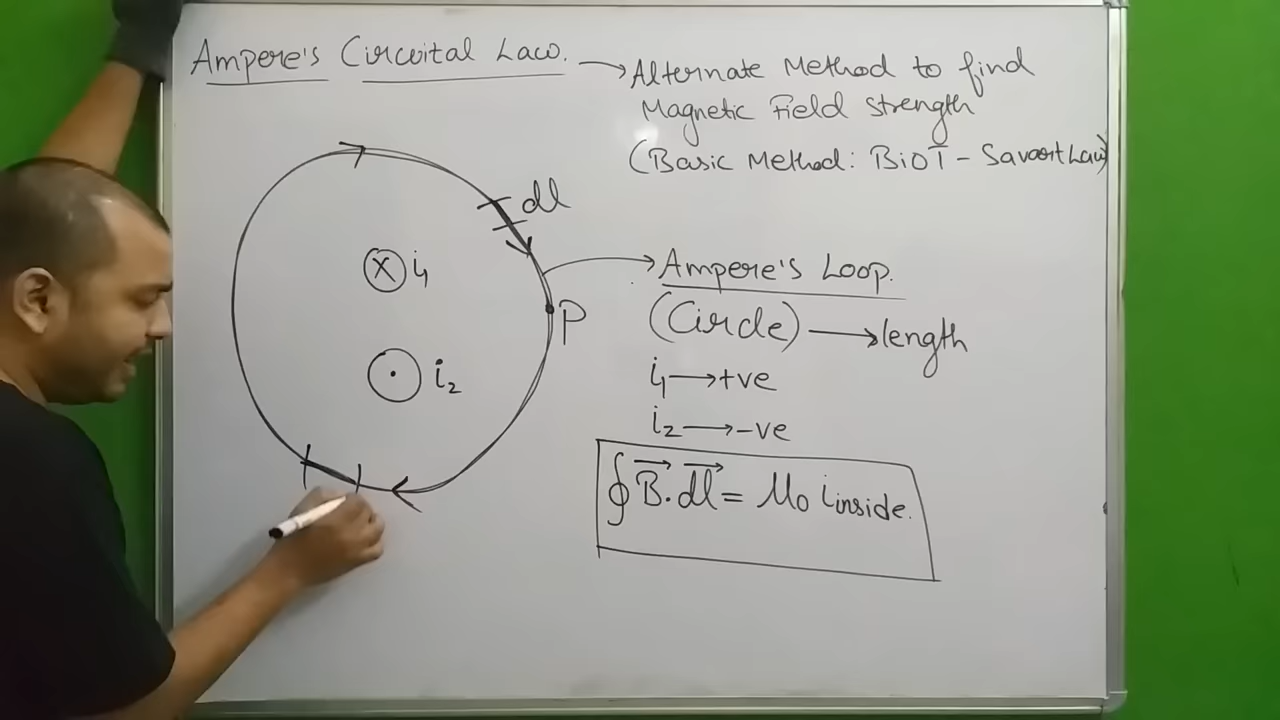 Ampere's Circuital Law. → Alternate Method to find
Magnetic Field strength
(Basic Method: BIOT - Savart Law)
dl
X i₁
P
i₂
Ampere's Loop.
(Circle) → length
i₁ → +ve
i₂ → -ve
∮ B⃗ . dl⃗ = μ₀ i inside.